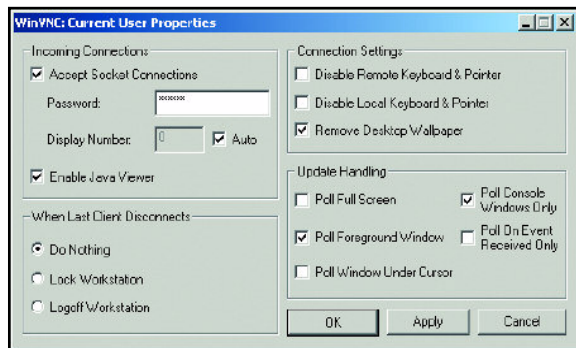 WinVNC: Current User Properties
Incoming Connections
Accept Socket Connections
Password: xxxxxx
Display Number: 0 Auto
Enable Java Viewer
When Last Client Disconnects
Do Nothing
Lock Workstation
Logoff Workstation
Connection Settings
Disable Remote Keyboard & Pointer
Disable Local Keyboard & Pointer
Remove Desktop Wallpaper
Update Handling
Poll Full Screen
Poll Console
Windows Only
Poll Foreground Window
Poll On Event
Received Only
Poll Window Under Cursor
OK Apply Cancel